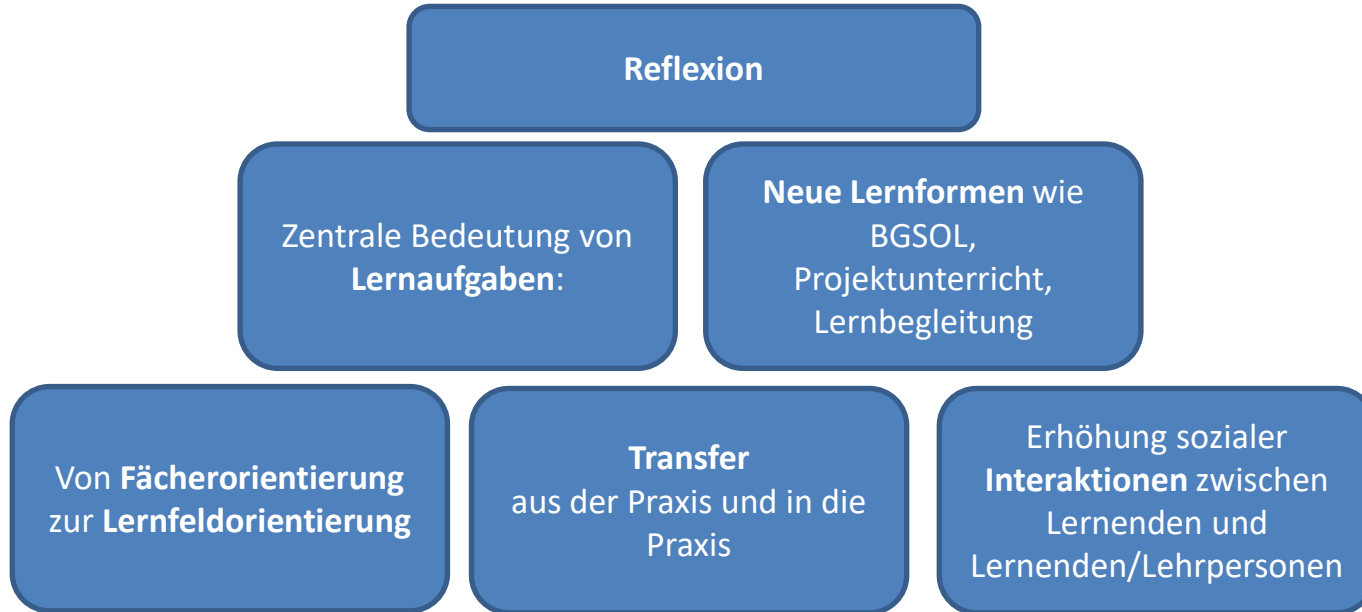 Reflexion
Zentrale Bedeutung von
Lernaufgaben:
Neue Lernformen wie
BGSOL,
Projektunterricht,
Lernbegleitung
Von Fächerorientierung
zur Lernfeldorientierung
Transfer
aus der Praxis und in die
Praxis
Erhöhung sozialer
Interaktionen zwischen
Lernenden und
Lernenden/Lehrpersonen